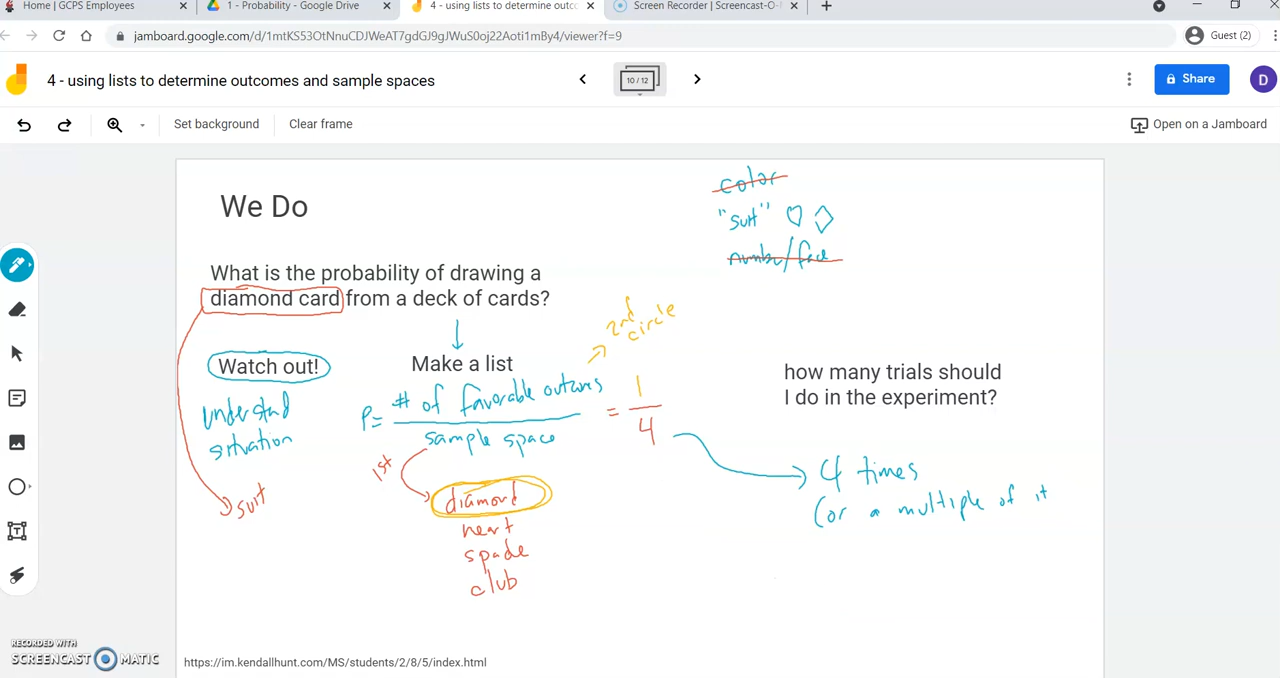 Home | GCPS Employees
1 - Probability - Google Drive
4 - using lists to determine outco
Screen Recorder | Screencast-O-
jamboard.google.com/d/1mtKS53OtNnuCDJWeAT7gdGJ9gJWuS0oj22Aoti1mBy4/viewer?f=9
Guest (2)
4 - using lists to determine outcomes and sample spaces
10 / 12
Share
D
Set background
Clear frame
Open on a Jamboard
We Do
color
"suit"
number/face
What is the probability of drawing a
diamond card from a deck of cards?
2nd
circle
Watch out!
Make a list
understand
situation
P= # of favorable outcomes
sample space
= 1
4
how many trials should
I do in the experiment?
4 times
(or a multiple of it
1st
suit
diamond
heart
spade
club
RECORDED WITH
SCREENCAST MATIC
https://im.kendallhunt.com/MS/students/2/8/5/index.html